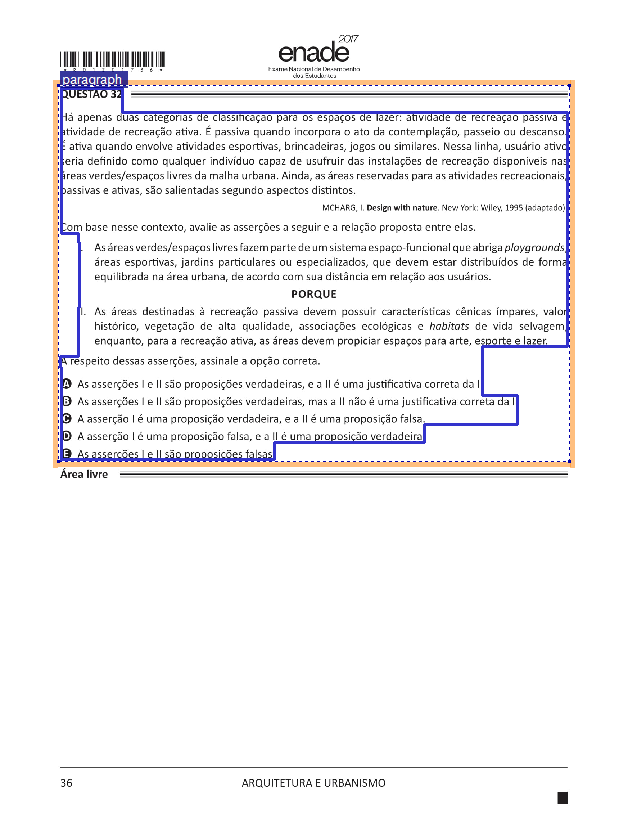 2017
enade
Exame Nacional de Desempenho
dos Estudantes
paragraph
QUESTÃO 32
Há apenas duas categorias de classificação para os espaços de lazer: atividade de recreação passiva e
atividade de recreação ativa. É passiva quando incorpora o ato da contemplação, passeio ou descanso.
É ativa quando envolve atividades esportivas, brincadeiras, jogos ou similares. Nessa linha, usuário ativo
seria definido como qualquer indivíduo capaz de usufruir das instalações de recreação disponíveis nas
áreas verdes/espaços livres da malha urbana. Ainda, as áreas reservadas para as atividades recreacionais,
passivas e ativas, são salientadas segundo aspectos distintos.
MCHARG, I. Design with nature. New York: Wiley, 1995 (adaptado).
Com base nesse contexto, avalie as asserções a seguir e a relação proposta entre elas.
As áreas verdes/espaços livres fazem parte de um sistema espaço-funcional que abriga playgrounds,
áreas esportivas, jardins particulares ou especializados, que devem estar distribuídos de forma
equilibrada na área urbana, de acordo com sua distância em relação aos usuários.
PORQUE
II. As áreas destinadas à recreação passiva devem possuir características cênicas ímpares, valor
histórico, vegetação de alta qualidade, associações ecológicas e habitats de vida selvagem,
enquanto, para a recreação ativa, as áreas devem propiciar espaços para arte, esporte e lazer.
A respeito dessas asserções, assinale a opção correta.
A As asserções I e II são proposições verdadeiras, e a II é uma justificativa correta da I.
B As asserções I e II são proposições verdadeiras, mas a II não é uma justificativa correta da I.
C A asserção I é uma proposição verdadeira, e a II é uma proposição falsa.
D A asserção I é uma proposição falsa, e a II é uma proposição verdadeira.
E As asserções I e II são proposições falsas.
Área livre
36
ARQUITETURA E URBANISMO